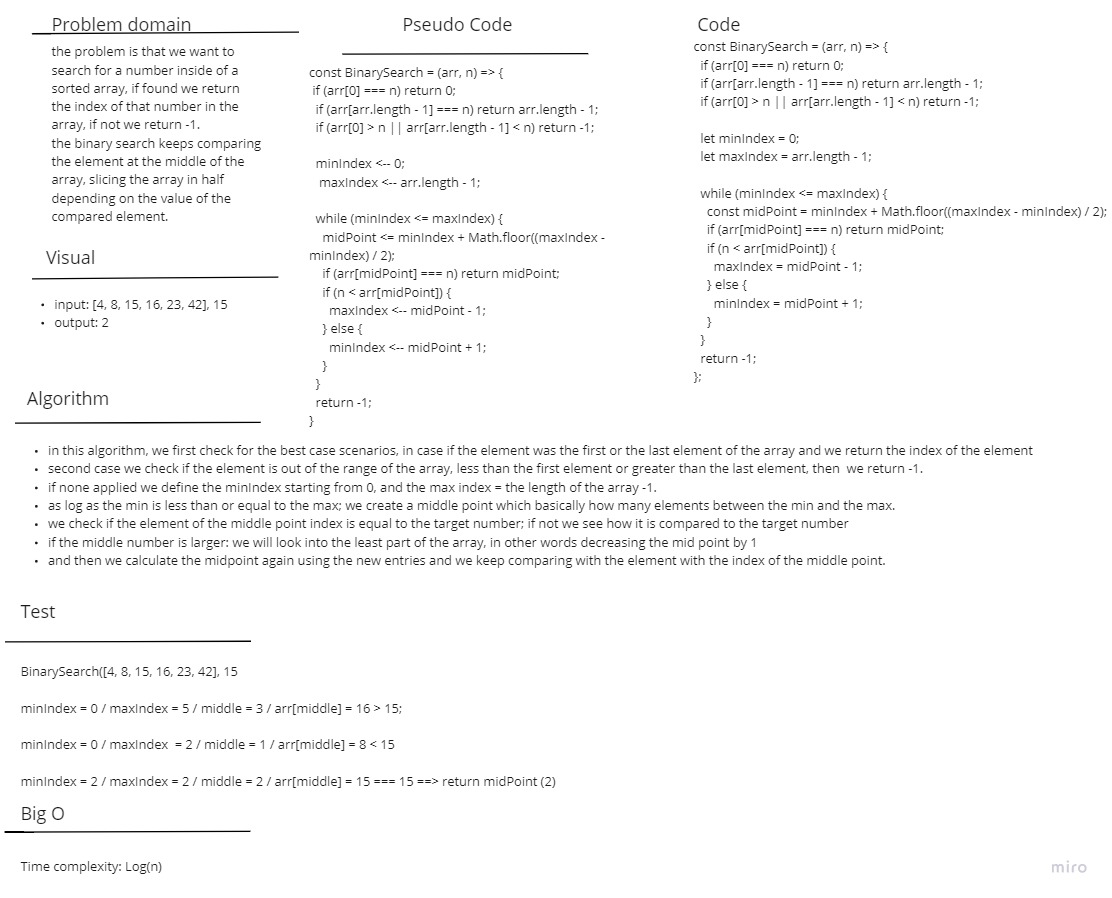 Problem domain
the problem is that we want to
search for a number inside of a
sorted array, if found we return
the index of that number in the
array, if not we return -1.
the binary search keeps comparing
the element at the middle of the
array, slicing the array in half
depending on the value of the
compared element.
Visual
• input: [4, 8, 15, 16, 23, 42], 15
• output: 2
Pseudo Code
const BinarySearch = (arr, n) => {
if (arr[0] === n) return 0;
if (arr[arr.length - 1] === n) return arr.length - 1;
if (arr[0] > n || arr[arr.length - 1] < n) return -1;
minIndex <-- 0;
maxIndex <-- arr.length - 1;
while (minIndex <= maxIndex) {
midPoint <= minIndex + Math.floor((maxIndex -
minIndex) / 2);
if (arr[midPoint] === n) return midPoint;
if (n < arr[midPoint]) {
maxIndex <-- midPoint - 1;
} else {
minIndex <-- midPoint + 1;
}
}
return -1;
}
Code
const BinarySearch = (arr, n) => {
if (arr[0] === n) return 0;
if (arr[arr.length - 1] === n) return arr.length - 1;
if (arr[0] > n || arr[arr.length - 1] < n) return -1;
let minIndex = 0;
let maxIndex = arr.length - 1;
while (minIndex <= maxIndex) {
const midPoint = minIndex + Math.floor((maxIndex - minIndex) / 2);
if (arr[midPoint] === n) return midPoint;
if (n < arr[midPoint]) {
maxIndex = midPoint - 1;
} else {
minIndex = midPoint + 1;
}
}
return -1;
};
Algorithm
• in this algorithm, we first check for the best case scenarios, in case if the element was the first or the last element of the array and we return the index of the element
• second case we check if the element is out of the range of the array, less than the first element or greater than the last element, then we return -1.
• if none applied we define the minIndex starting from 0, and the max index = the length of the array -1.
• as log as the min is less than or equal to the max; we create a middle point which basically how many elements between the min and the max.
• we check if the element of the middle point index is equal to the target number; if not we see how it is compared to the target number
• if the middle number is larger: we will look into the least part of the array, in other words decreasing the mid point by 1
• and then we calculate the midpoint again using the new entries and we keep comparing with the element with the index of the middle point.
Test
BinarySearch([4, 8, 15, 16, 23, 42], 15
minIndex = 0 / maxIndex = 5 / middle = 3 / arr[middle] = 16 > 15;
minIndex = 0 / maxIndex = 2 / middle = 1 / arr[middle] = 8 < 15
minIndex = 2 / maxIndex = 2 / middle = 2 / arr[middle] = 15 === 15 ==> return midPoint (2)
Big O
Time complexity: Log(n)
miro